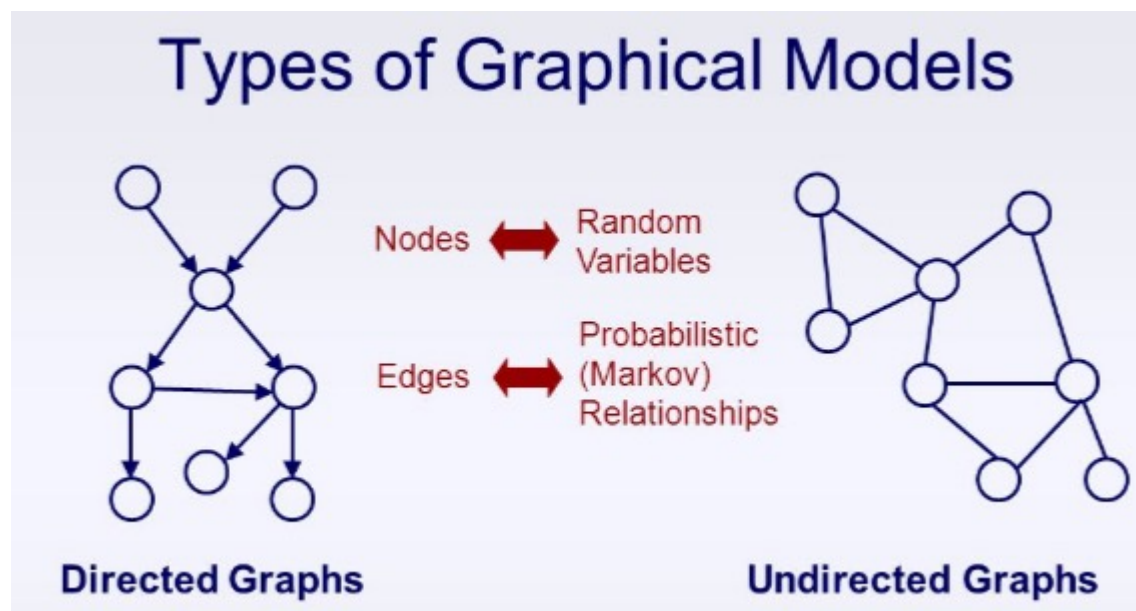 Types of Graphical Models
Nodes
Random
Variables
Edges
Probabilistic
(Markov)
Relationships
Directed Graphs
Undirected Graphs